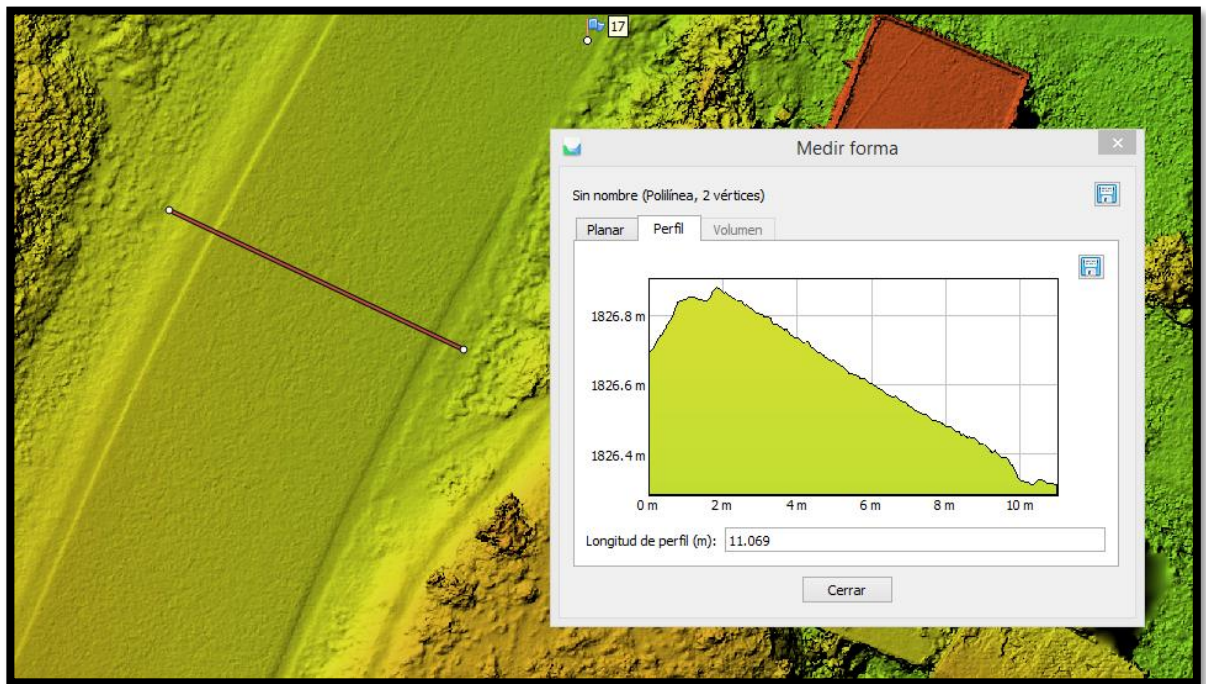 17
Medir forma
Sin nombre (Polilínea, 2 vértices)
Planar Perfil Volumen
1826.8 m
1826.6 m
1826.4 m
0 m 2 m 4 m 6 m 8 m 10 m
Longitud de perfil (m): 11.069
Cerrar